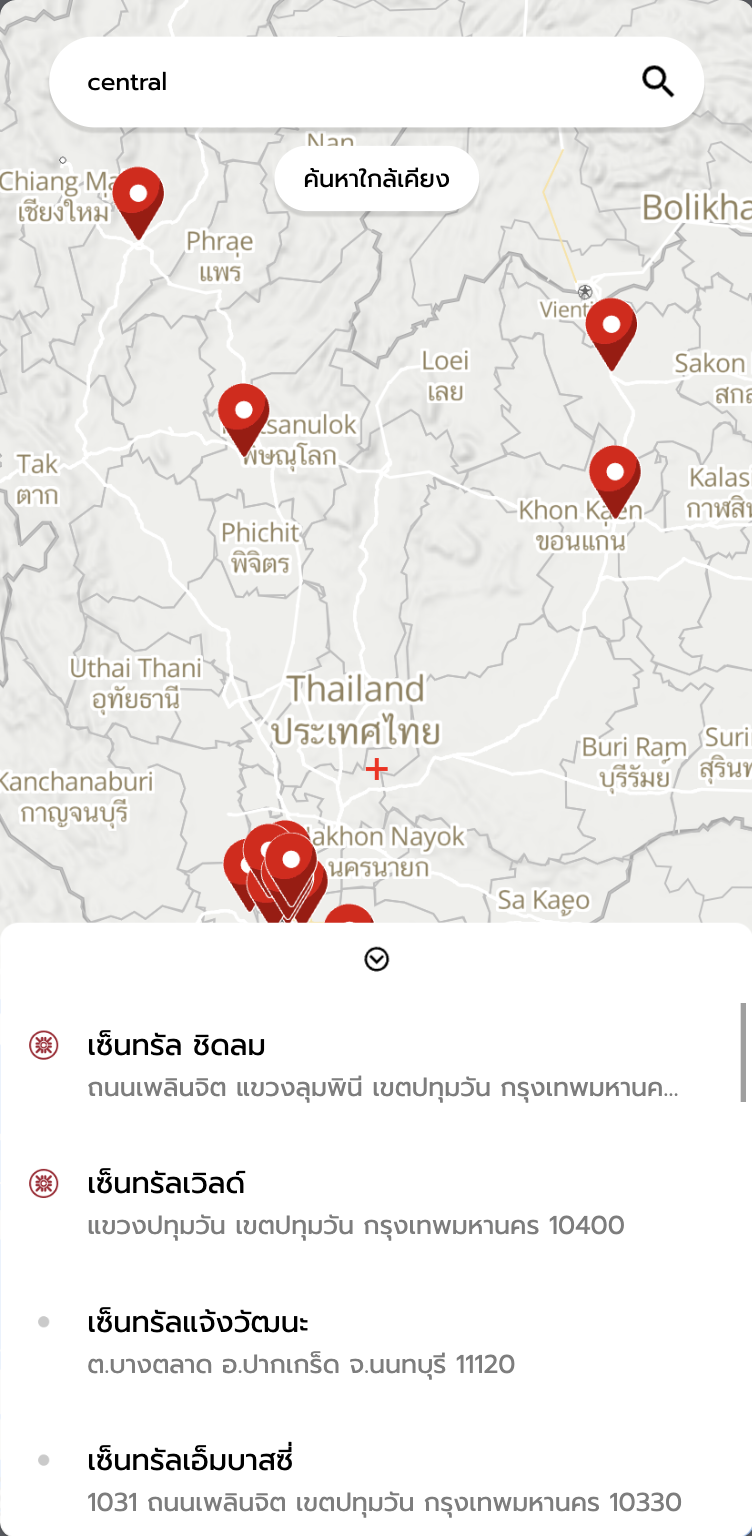 central
ค้นหาใกล้เคียง
Nan
Chiang Ma
เชียงใหม่
Bolikha
Phrae
แพร่
Vienti
Loei
เลย
Sakon
สกล
sanulok
พิษณุโลก
Tak
ตาก
Kalas
กาฬสิน
Khon Kaen
ขอนแก่น
Phichit
พิจิตร
Uthai Thani
อุทัยธานี
Thailand
ประเทศไทย
Buri Ram
บุรีรัมย์
Suri
สุรินท
Kanchanaburi
กาญจนบุรี
Nakhon Nayok
นครนายก
Sa Kaeo
เซ็นทรัล ชิดลม
ถนนเพลินจิต แขวงลุมพินี เขตปทุมวัน กรุงเทพมหานค...
เซ็นทรัลเวิลด์
แขวงปทุมวัน เขตปทุมวัน กรุงเทพมหานคร 10400
เซ็นทรัลแจ้งวัฒนะ
ต.บางตลาด อ.ปากเกร็ด จ.นนทบุรี 11120
เซ็นทรัลเอ็มบาสซี่
1031 ถนนเพลินจิต เขตปทุมวัน กรุงเทพมหานคร 10330